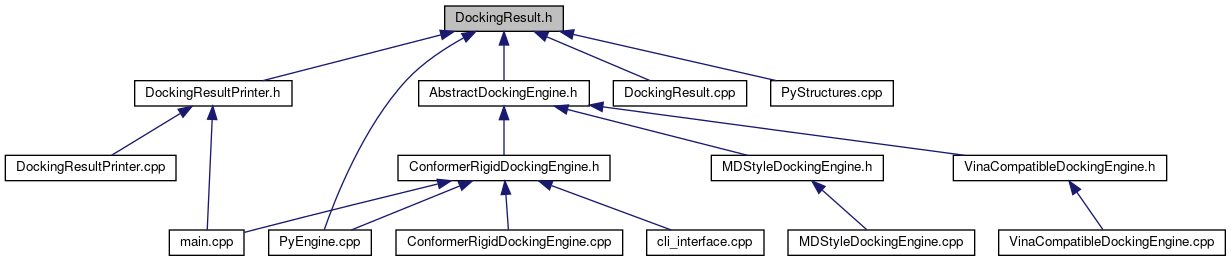 DockingResult.h
DockingResultPrinter.h
AbstractDockingEngine.h
DockingResult.cpp
PyStructures.cpp
DockingResultPrinter.cpp
ConformerRigidDockingEngine.h
MDStyleDockingEngine.h
VinaCompatibleDockingEngine.h
main.cpp
PyEngine.cpp
ConformerRigidDockingEngine.cpp
cli_interface.cpp
MDStyleDockingEngine.cpp
VinaCompatibleDockingEngine.cpp